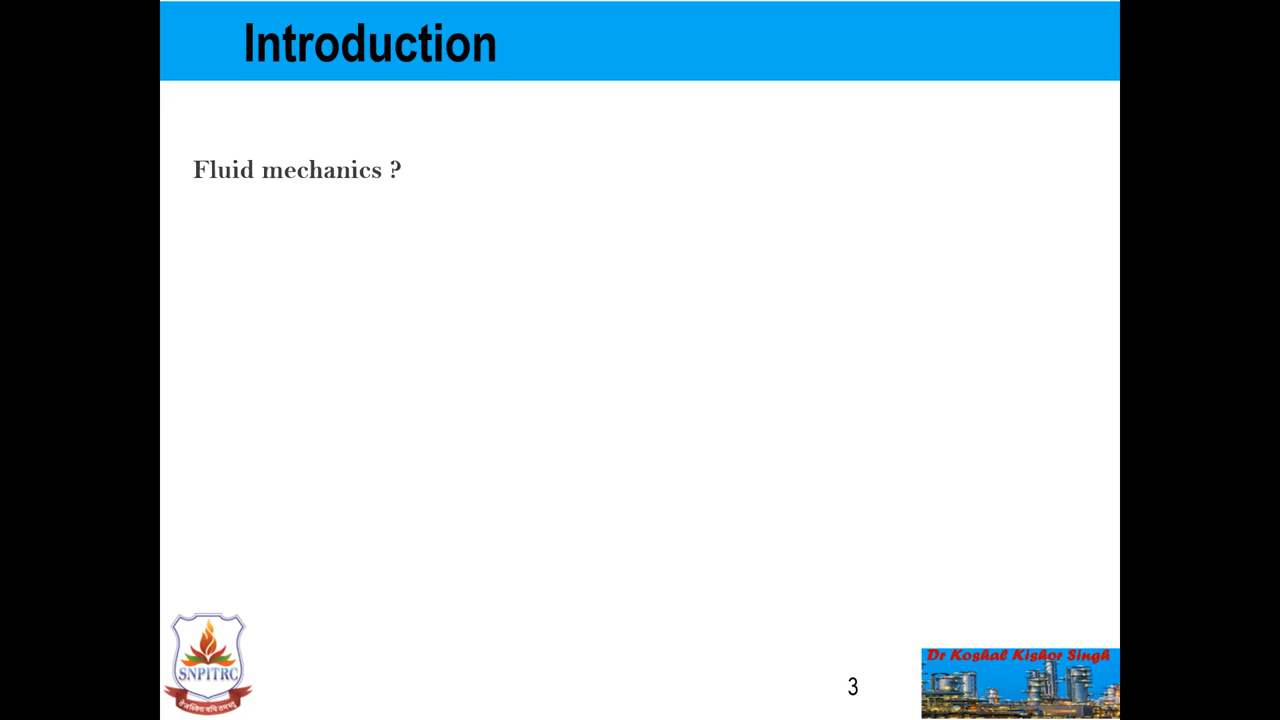 Introduction
Fluid mechanics ?
SNPITRC
3
Dr Koshal Kishor Singh